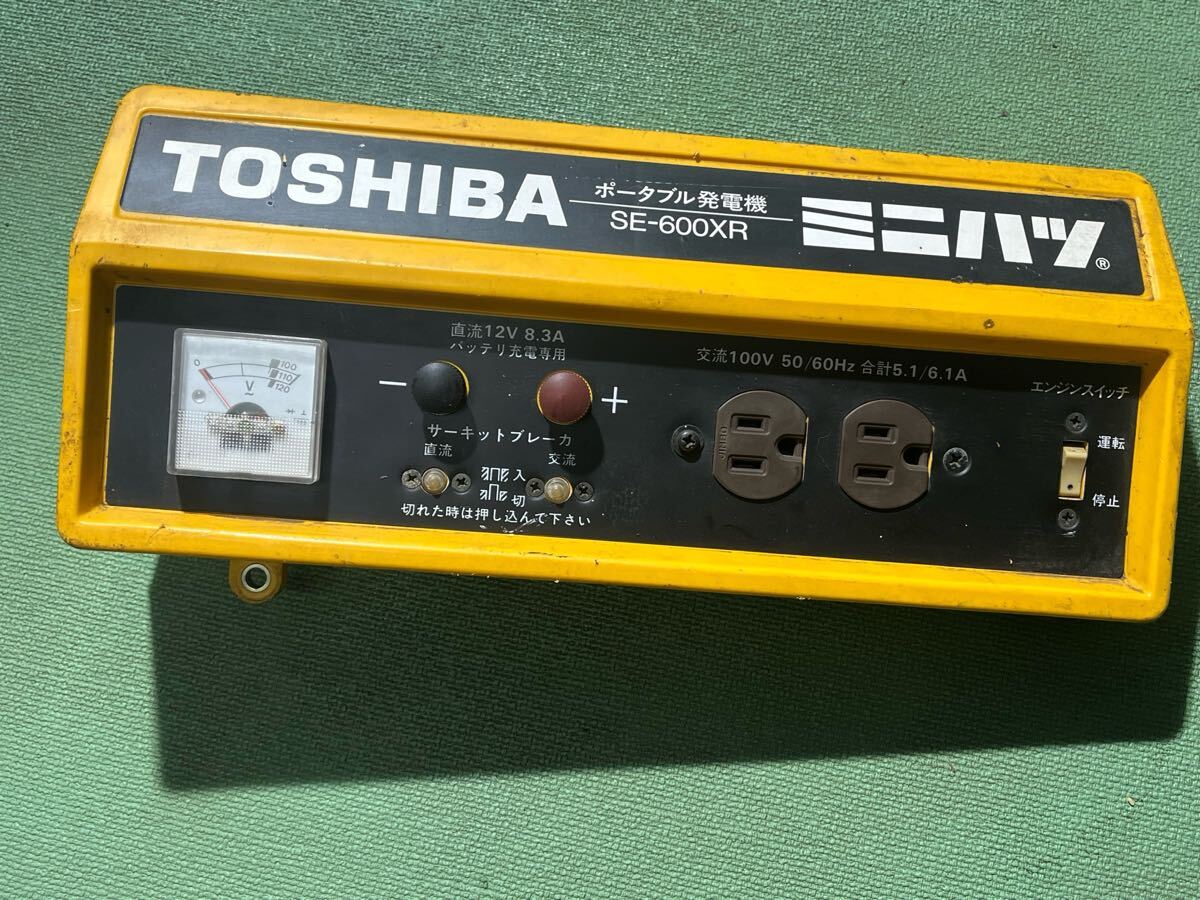 TOSHIBA
ポータブル発電機
SE-600XR
ミニハツ®
直流12V 8.3A
バッテリ充電専用
− +
0 100
110
120
V
~
サーキットブレーカ
直流 交流
入
切
切れた時は押し込んで下さい
交流100V 50/60Hz 合計5.1/6.1A
エンジンスイッチ
運転
停止